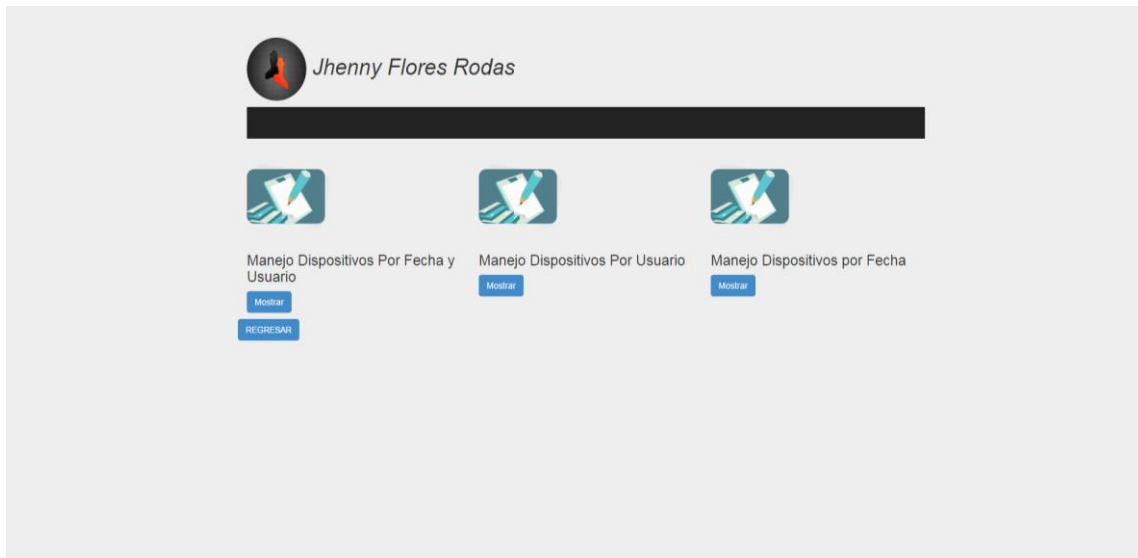 Jhenny Flores Rodas
Manejo Dispositivos Por Fecha y
Usuario
Mostrar
REGRESAR
Manejo Dispositivos Por Usuario
Mostrar
Manejo Dispositivos por Fecha
Mostrar